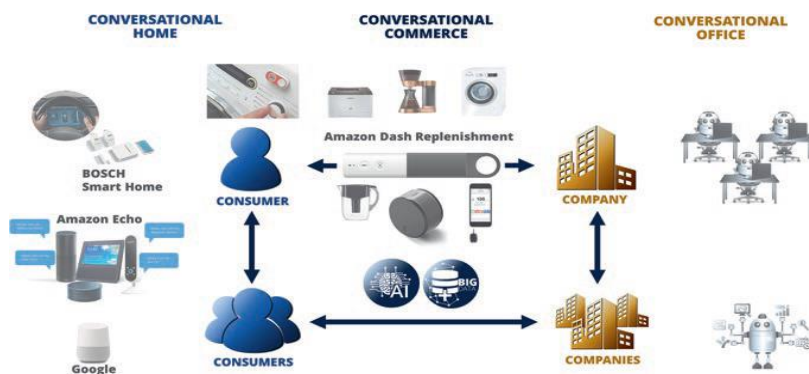 CONVERSATIONAL
HOME
CONVERSATIONAL
COMMERCE
CONVERSATIONAL
OFFICE
Amazon Dash Replenishment
BOSCH
Smart Home
CONSUMER
COMPANY
Amazon Echo
AI
BIG
DATA
CONSUMERS
COMPANIES
Google